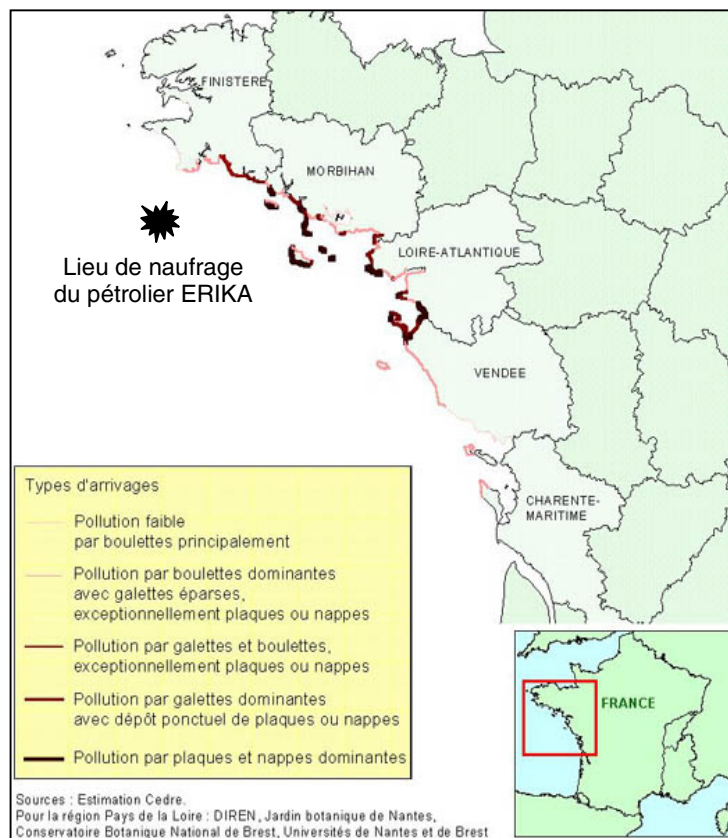 FINISTERE
MORBIHAN
LOIRE-ATLANTIQUE
Lieu de naufrage
du pétrolier ERIKA
VENDEE
CHARENTE-
MARITIME
Types d'arrivages
Pollution faible
par boulettes principalement
Pollution par boulettes dominantes
avec galettes éparses,
exceptionnellement plaques ou nappes
Pollution par galettes et boulettes,
exceptionnellement plaques ou nappes
Pollution par galettes dominantes
avec dépôt ponctuel de plaques ou nappes
Pollution par plaques et nappes dominantes
FRANCE
Sources : Estimation Cedre.
Pour la région Pays de la Loire : DIREN, Jardin botanique de Nantes,
Conservatoire Botanique National de Brest, Universités de Nantes et de Brest